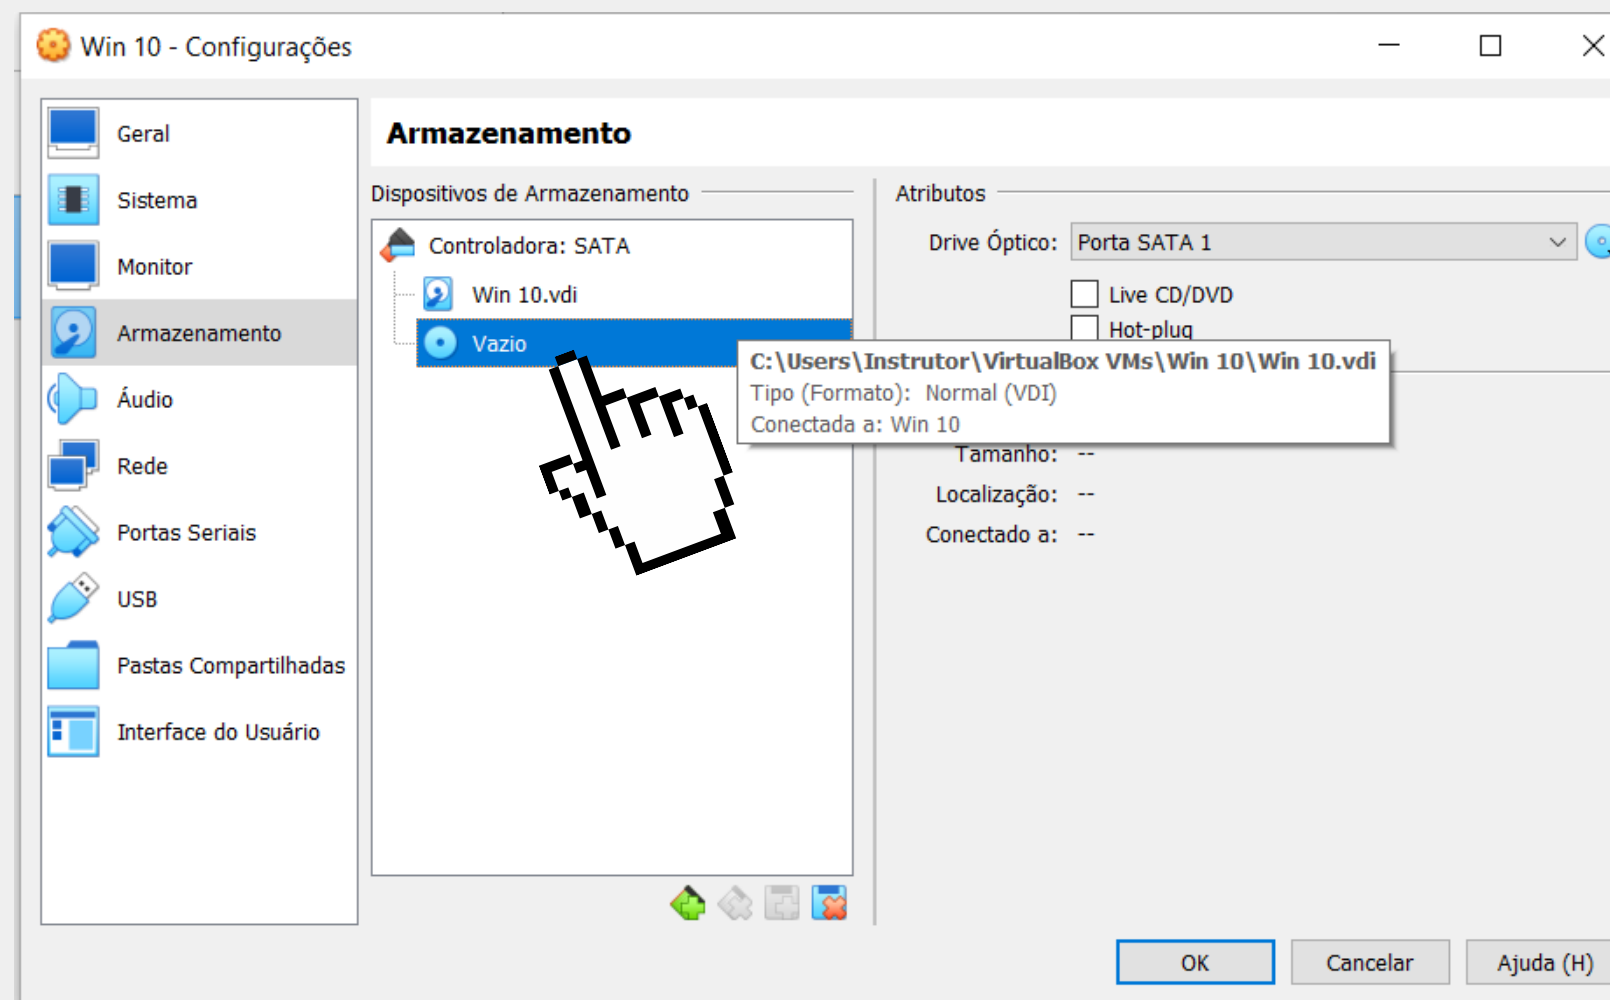 Win 10 - Configurações
Geral
Sistema
Monitor
Armazenamento
Áudio
Rede
Portas Seriais
USB
Pastas Compartilhadas
Interface do Usuário
Armazenamento
Dispositivos de Armazenamento
Controladora: SATA
Win 10.vdi
Vazio
Atributos
Drive Óptico: Porta SATA 1
Live CD/DVD
Hot-plug
C:\Users\Instrutor\VirtualBox VMs\Win 10\Win 10.vdi
Tipo (Formato): Normal (VDI)
Conectada a: Win 10
Tamanho: --
Localização: --
Conectado a: --
OK
Cancelar
Ajuda (H)